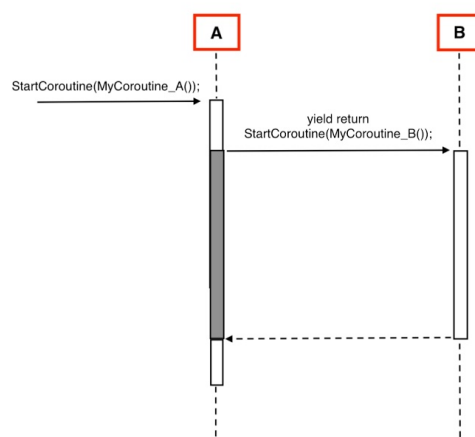 A
B
StartCoroutine(MyCoroutine_A());
yield return
StartCoroutine(MyCoroutine_B());